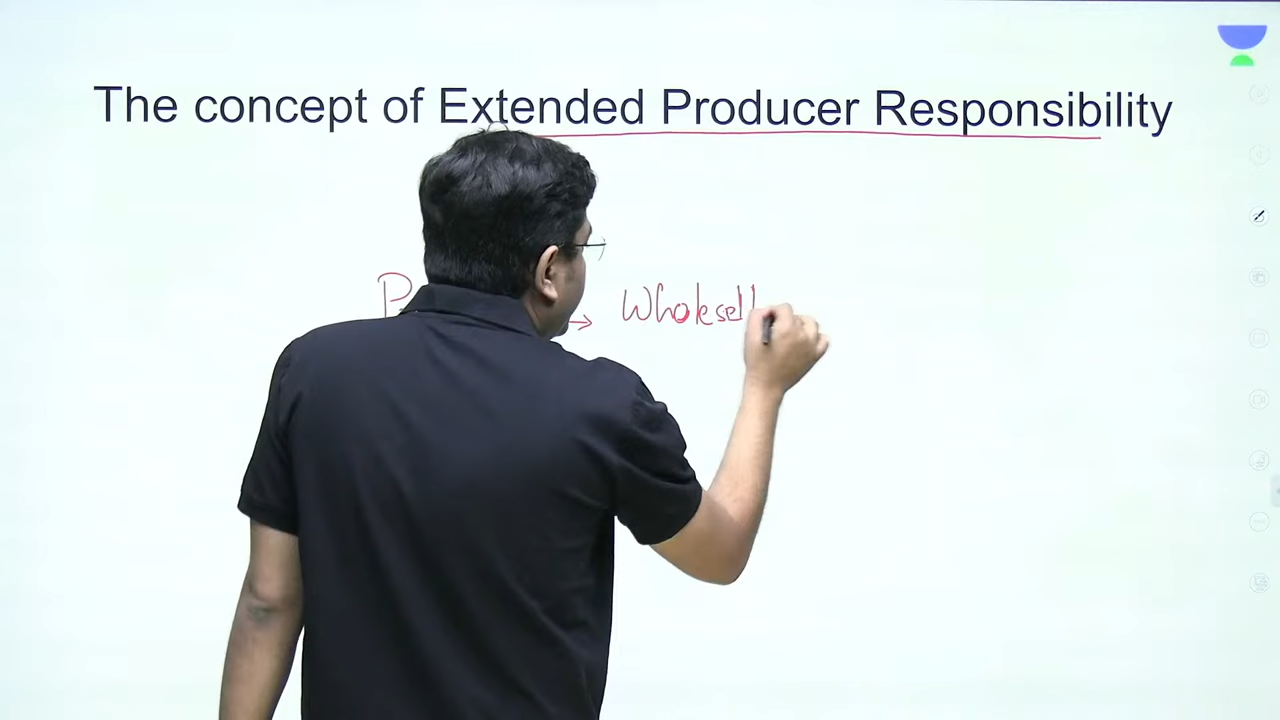 The concept of Extended Producer Responsibility
P → Wholesell